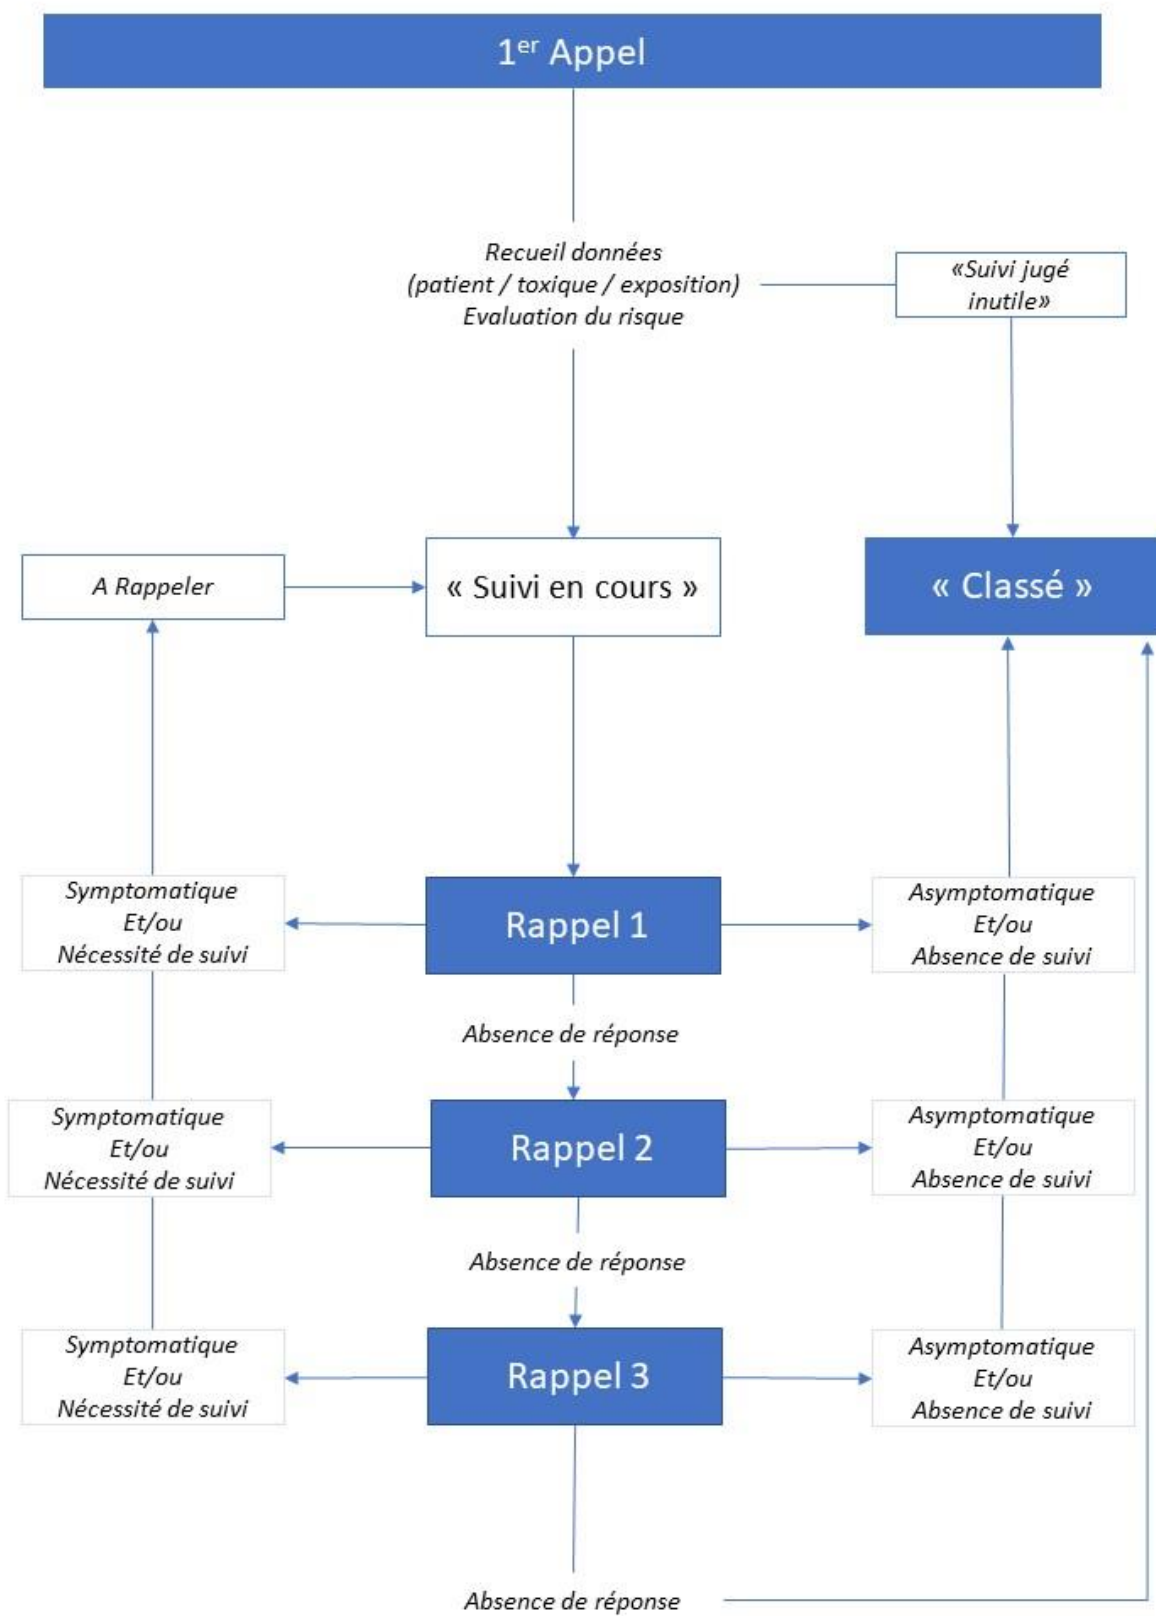 1er Appel
Recueil données
(patient / toxique / exposition)
Evaluation du risque
«Suivi jugé
inutile»
A Rappeler
« Suivi en cours »
« Classé »
Symptomatique
Et/ou
Nécessité de suivi
Rappel 1
Asymptomatique
Et/ou
Absence de suivi
Absence de réponse
Symptomatique
Et/ou
Nécessité de suivi
Rappel 2
Asymptomatique
Et/ou
Absence de suivi
Absence de réponse
Symptomatique
Et/ou
Nécessité de suivi
Rappel 3
Asymptomatique
Et/ou
Absence de suivi
Absence de réponse